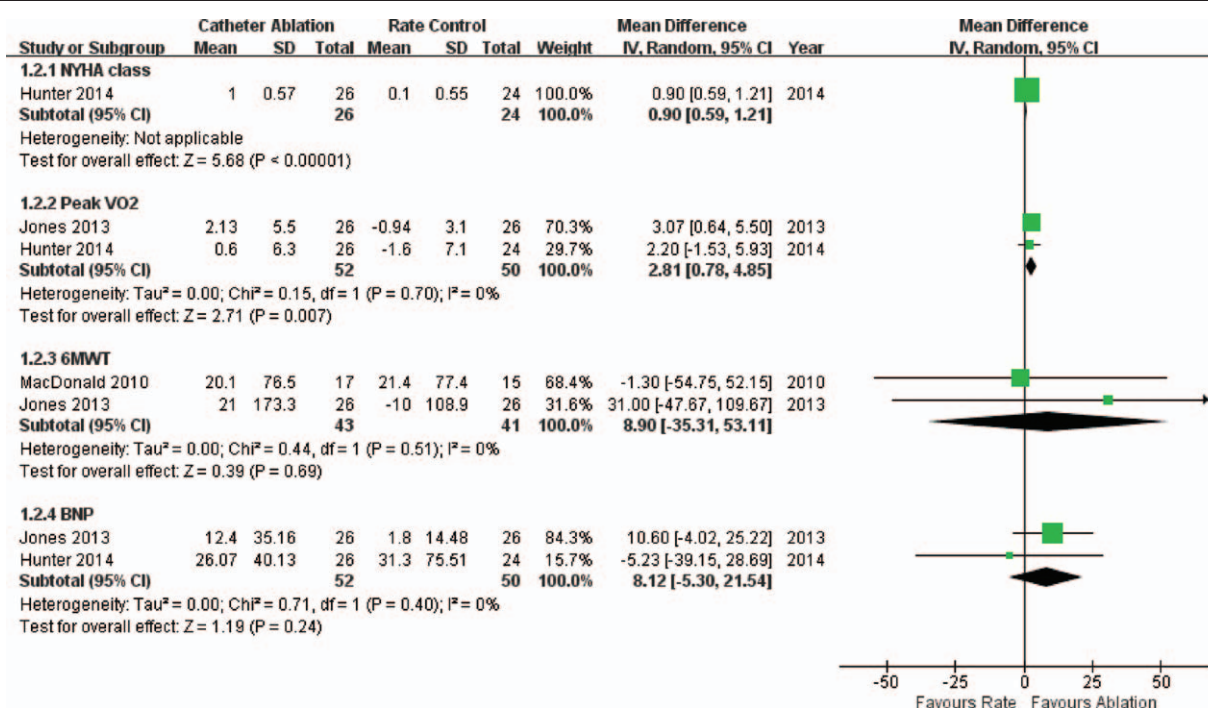 Catheter Ablation Rate Control Mean Difference Mean Difference
Study or Subgroup Mean SD Total Mean SD Total Weight IV, Random, 95% CI Year IV, Random, 95% CI
1.2.1 NYHA class
Hunter 2014 1 0.57 26 0.1 0.55 24 100.0% 0.90 [0.59, 1.21] 2014
Subtotal (95% CI) 26 24 100.0% 0.90 [0.59, 1.21]
Heterogeneity: Not applicable
Test for overall effect: Z = 5.68 (P < 0.00001)
1.2.2 Peak VO2
Jones 2013 2.13 5.5 26 -0.94 3.1 26 70.3% 3.07 [0.64, 5.50] 2013
Hunter 2014 0.6 6.3 26 -1.6 7.1 24 29.7% 2.20 [-1.53, 5.93] 2014
Subtotal (95% CI) 52 50 100.0% 2.81 [0.78, 4.85]
Heterogeneity: Tau² = 0.00; Chi² = 0.15, df = 1 (P = 0.70); I² = 0%
Test for overall effect: Z = 2.71 (P = 0.007)
1.2.3 6MWT
MacDonald 2010 20.1 76.5 17 21.4 77.4 15 68.4% -1.30 [-54.75, 52.15] 2010
Jones 2013 21 173.3 26 -10 108.9 26 31.6% 31.00 [-47.67, 109.67] 2013
Subtotal (95% CI) 43 41 100.0% 8.90 [-35.31, 53.11]
Heterogeneity: Tau² = 0.00; Chi² = 0.44, df = 1 (P = 0.51); I² = 0%
Test for overall effect: Z = 0.39 (P = 0.69)
1.2.4 BNP
Jones 2013 12.4 35.16 26 1.8 14.48 26 84.3% 10.60 [-4.02, 25.22] 2013
Hunter 2014 26.07 40.13 26 31.3 75.51 24 15.7% -5.23 [-39.15, 28.69] 2014
Subtotal (95% CI) 52 50 100.0% 8.12 [-5.30, 21.54]
Heterogeneity: Tau² = 0.00; Chi² = 0.71, df = 1 (P = 0.40); I² = 0%
Test for overall effect: Z = 1.19 (P = 0.24)
-50 -25 0 25 50
Favours Rate Favours Ablation